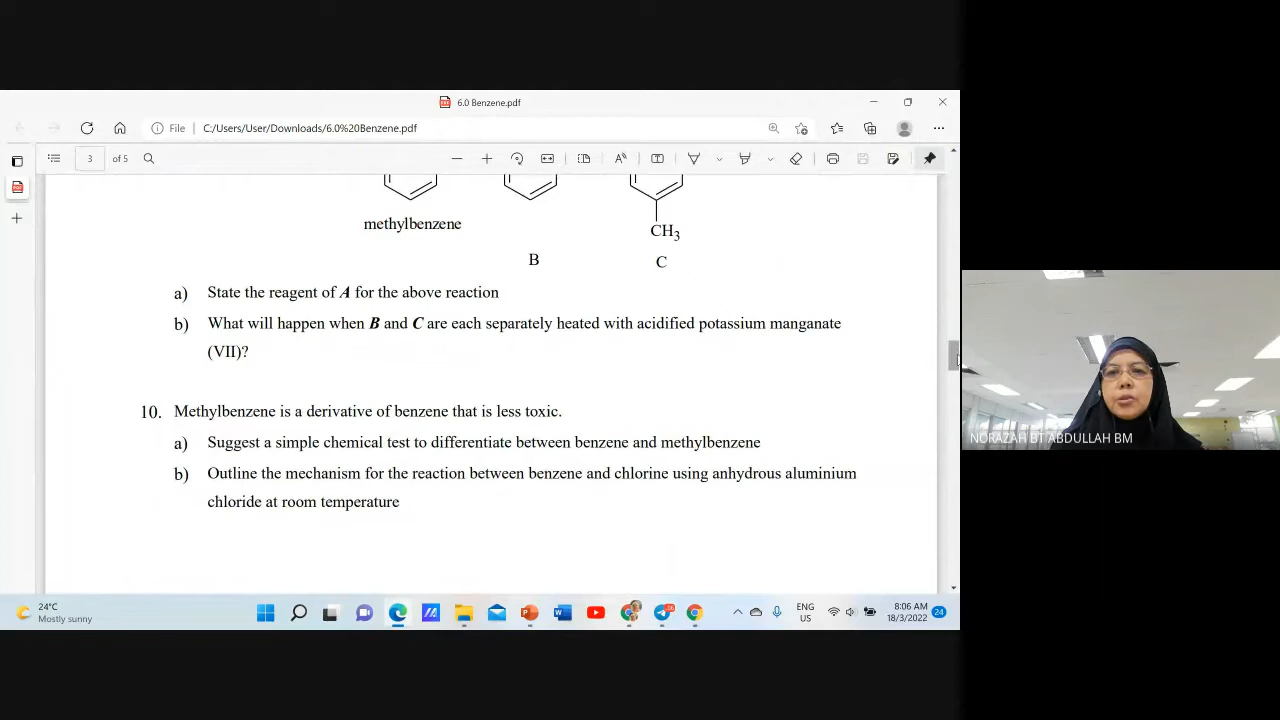 6.0 Benzene.pdf
File
C:/Users/User/Downloads/6.0%20Benzene.pdf
3 of 5
methylbenzene
CH3
B
C
a) State the reagent of A for the above reaction
b) What will happen when B and C are each separately heated with acidified potassium manganate
(VII)?
10. Methylbenzene is a derivative of benzene that is less toxic.
a) Suggest a simple chemical test to differentiate between benzene and methylbenzene
b) Outline the mechanism for the reaction between benzene and chlorine using anhydrous aluminium
chloride at room temperature
NORAZAH BT ABDULLAH BM
24°C
Mostly sunny
ENG
US
8:06 AM
18/3/2022
24